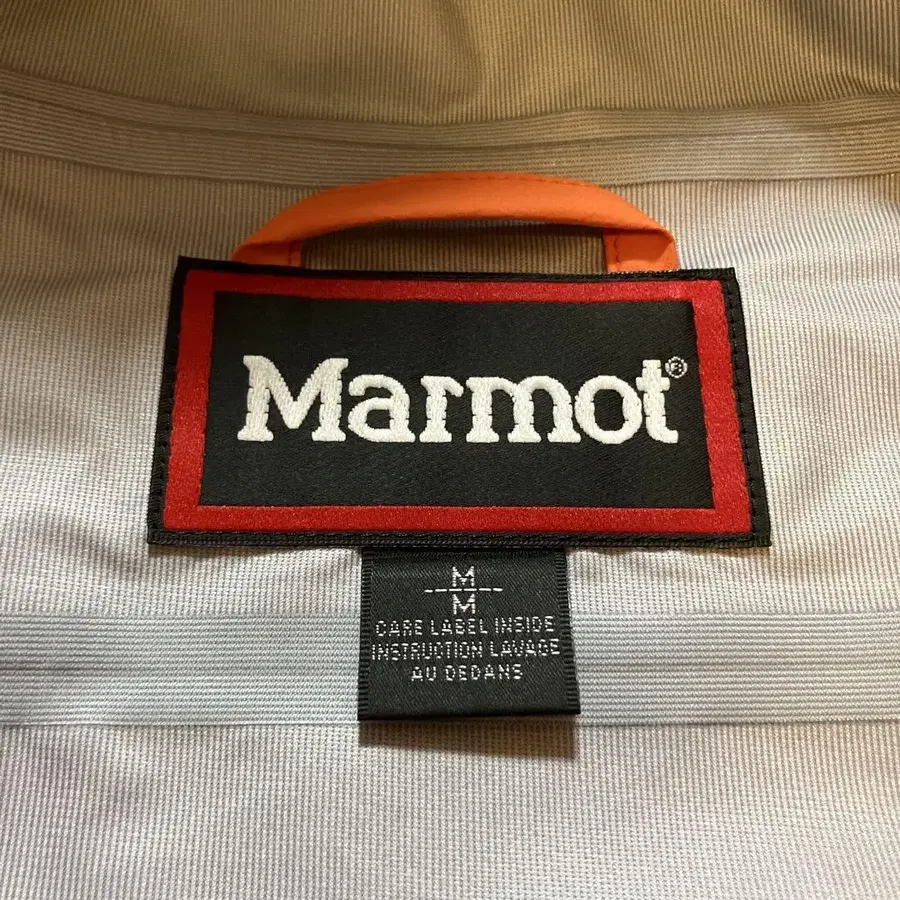 Marmot®
M
M
CARE LABEL INSIDE
INSTRUCTION LAVAGE
AU DEDANS